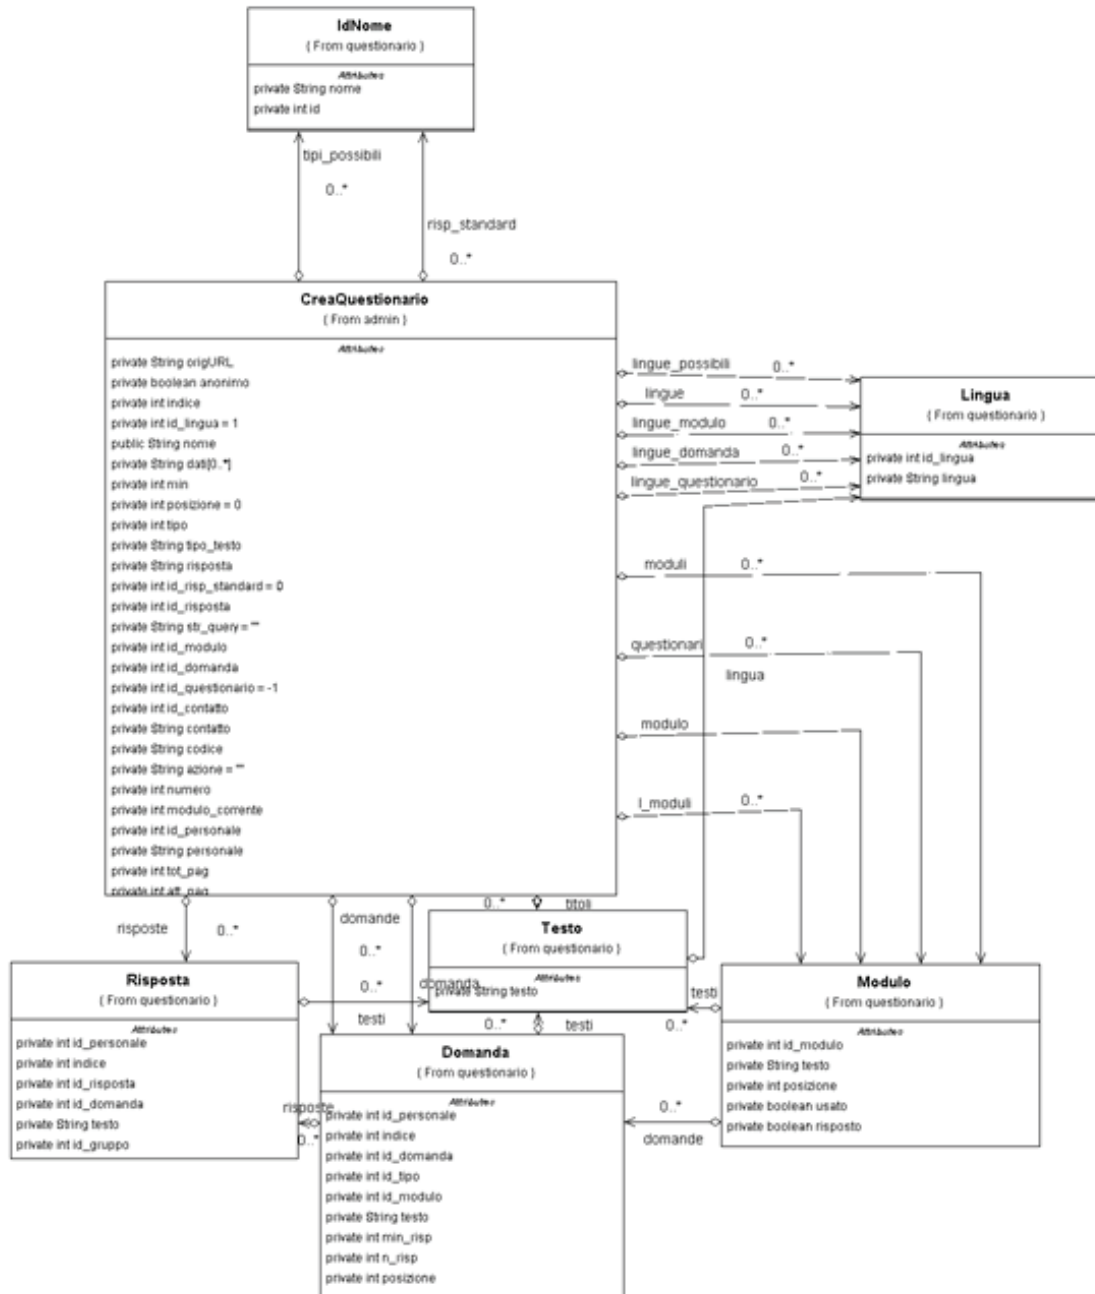 IdNome
( From questionario )
Attributes
private String nome
private int id
tipi_possibili
0..*
risp_standard
0..*
CreaQuestionario
( From admin )
Attributes
private String origURL
private boolean anonimo
private int indice
private int id_lingua = 1
public String nome
private String dati[0..*]
private int min
private int posizione = 0
private int tipo
private String tipo_testo
private String risposta
private int id_risp_standard = 0
private int id_risposta
private String str_query = ""
private int id_modulo
private int id_domanda
private int id_questionario = -1
private int id_contatto
private String contatto
private String codice
private String azione = ""
private int numero
private int modulo_corrente
private int id_personale
private String personale
private int tot_pag
private int att_pag
lingue_possibili 0..*
lingue 0..*
lingue_modulo 0..*
lingue_domanda 0..*
lingue_questionario 0..*
Lingua
( From questionario )
Attributes
private int id_lingua
private String lingua
moduli 0..*
questionari 0..*
lingua
modulo
l_moduli 0..*
risposte 0..*
domande
0..*
0..* titoli
Testo
( From questionario )
Attributes
private String testo
Risposta
( From questionario )
Attributes
private int id_personale
private int indice
private int id_risposta
private int id_domanda
private String testo
private int id_gruppo
0..*
domanda
testi
0..* testi
testi
0..*
Modulo
( From questionario )
Attributes
private int id_modulo
private String testo
private int posizione
private boolean usato
private boolean risposto
0..*
domande
risposte
0..*
Domanda
( From questionario )
Attributes
private int id_personale
private int indice
private int id_domanda
private int id_tipo
private int id_modulo
private String testo
private int min_risp
private int n_risp
private int posizione